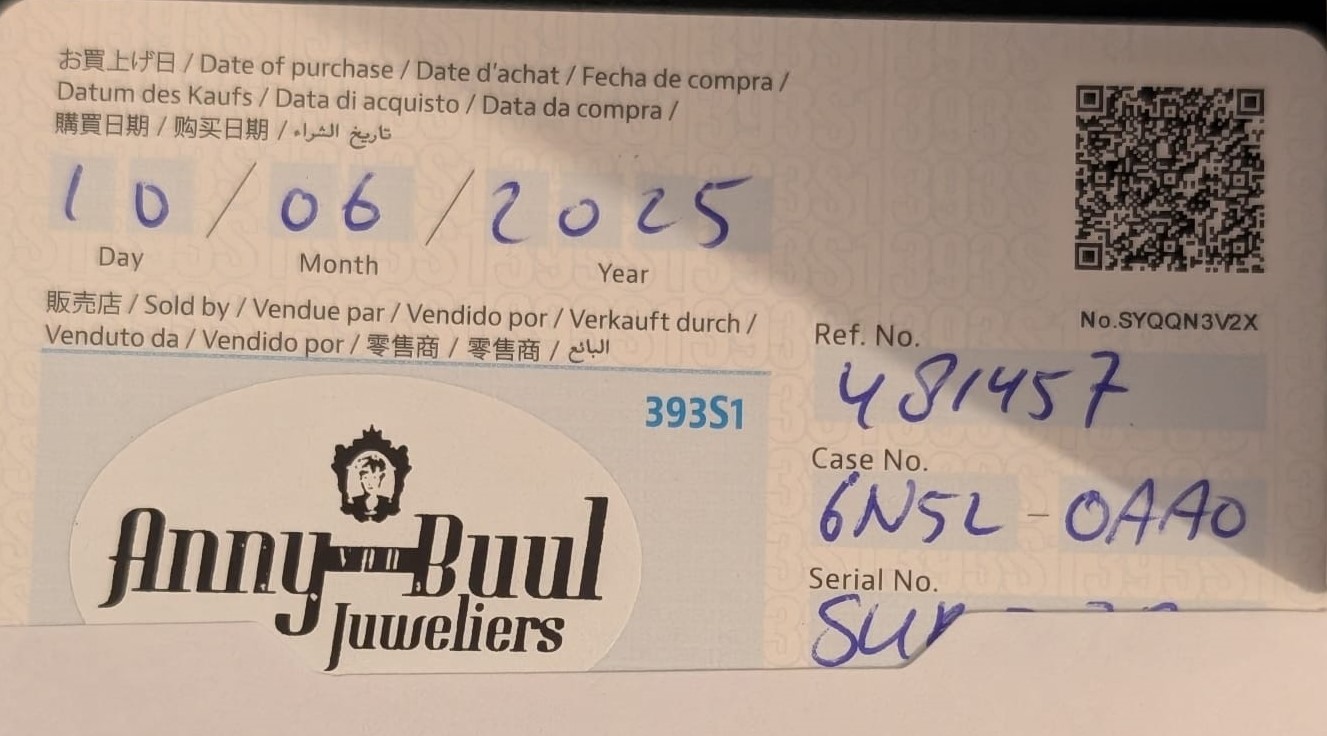 お買上げ日 / Date of purchase / Date d'achat / Fecha de compra /
Datum des Kaufs / Data di acquisto / Data da compra /
購買日期 / 购买日期 / تاريخ الشراء
10 / 06 / 2025
Day Month Year
販売店 / Sold by / Vendue par / Vendido por / Verkauft durch /
Venduto da / Vendido por / 零售商 / 零售商 / البائع
393S1
Anny van Buul
Juweliers
No.SYQQN3V2X
Ref. No.
481457
Case No.
6N52 - 0AA0
Serial No.